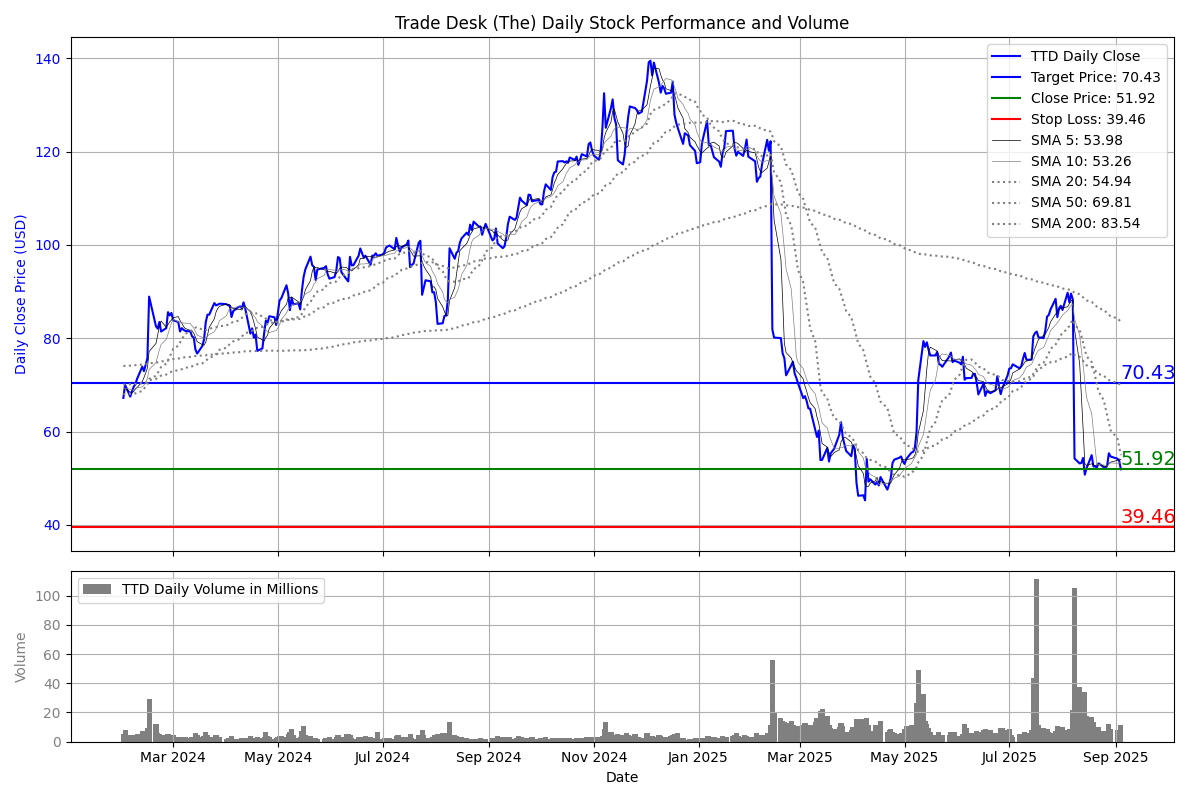 Trade Desk (The) Daily Stock Performance and Volume
Daily Close Price (USD)
140
120
100
80
60
40
TTD Daily Close
Target Price: 70.43
Close Price: 51.92
Stop Loss: 39.46
SMA 5: 53.98
SMA 10: 53.26
SMA 20: 54.94
SMA 50: 69.81
SMA 200: 83.54
70.43
51.92
39.46
TTD Daily Volume in Millions
Volume
100
80
60
40
20
0
Mar 2024
May 2024
Jul 2024
Sep 2024
Nov 2024
Jan 2025
Mar 2025
May 2025
Jul 2025
Sep 2025
Date